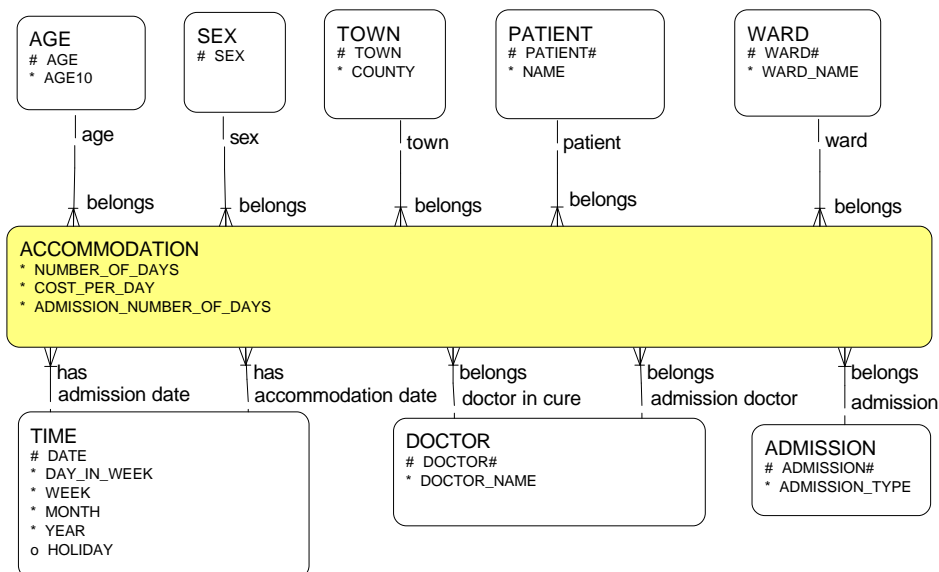 AGE
# AGE
* AGE10
SEX
# SEX
TOWN
# TOWN
* COUNTY
PATIENT
# PATIENT#
* NAME
WARD
# WARD#
* WARD_NAME
age
sex
town
patient
ward
belongs
belongs
belongs
belongs
belongs
ACCOMMODATION
* NUMBER_OF_DAYS
* COST_PER_DAY
* ADMISSION_NUMBER_OF_DAYS
has
admission date
has
accommodation date
belongs
doctor in cure
belongs
admission doctor
belongs
admission
TIME
# DATE
* DAY_IN_WEEK
* WEEK
* MONTH
* YEAR
o HOLIDAY
DOCTOR
# DOCTOR#
* DOCTOR_NAME
ADMISSION
# ADMISSION#
* ADMISSION_TYPE